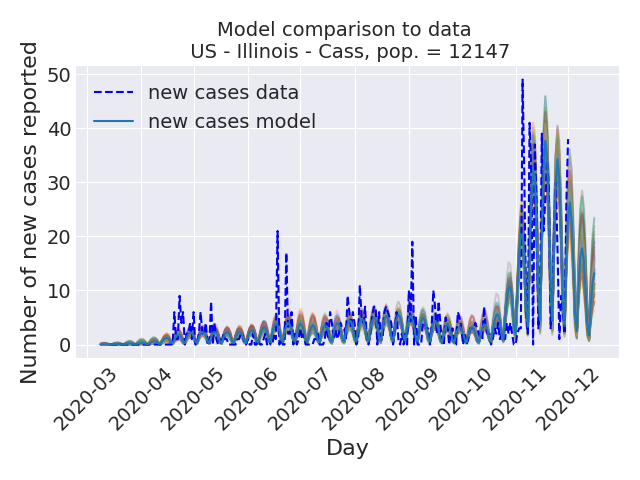 Model comparison to data
US - Illinois - Cass, pop. = 12147
Number of new cases reported
50
40
30
20
10
0
new cases data
new cases model
2020-03
2020-04
2020-05
2020-06
2020-07
2020-08
2020-09
2020-10
2020-11
2020-12
Day